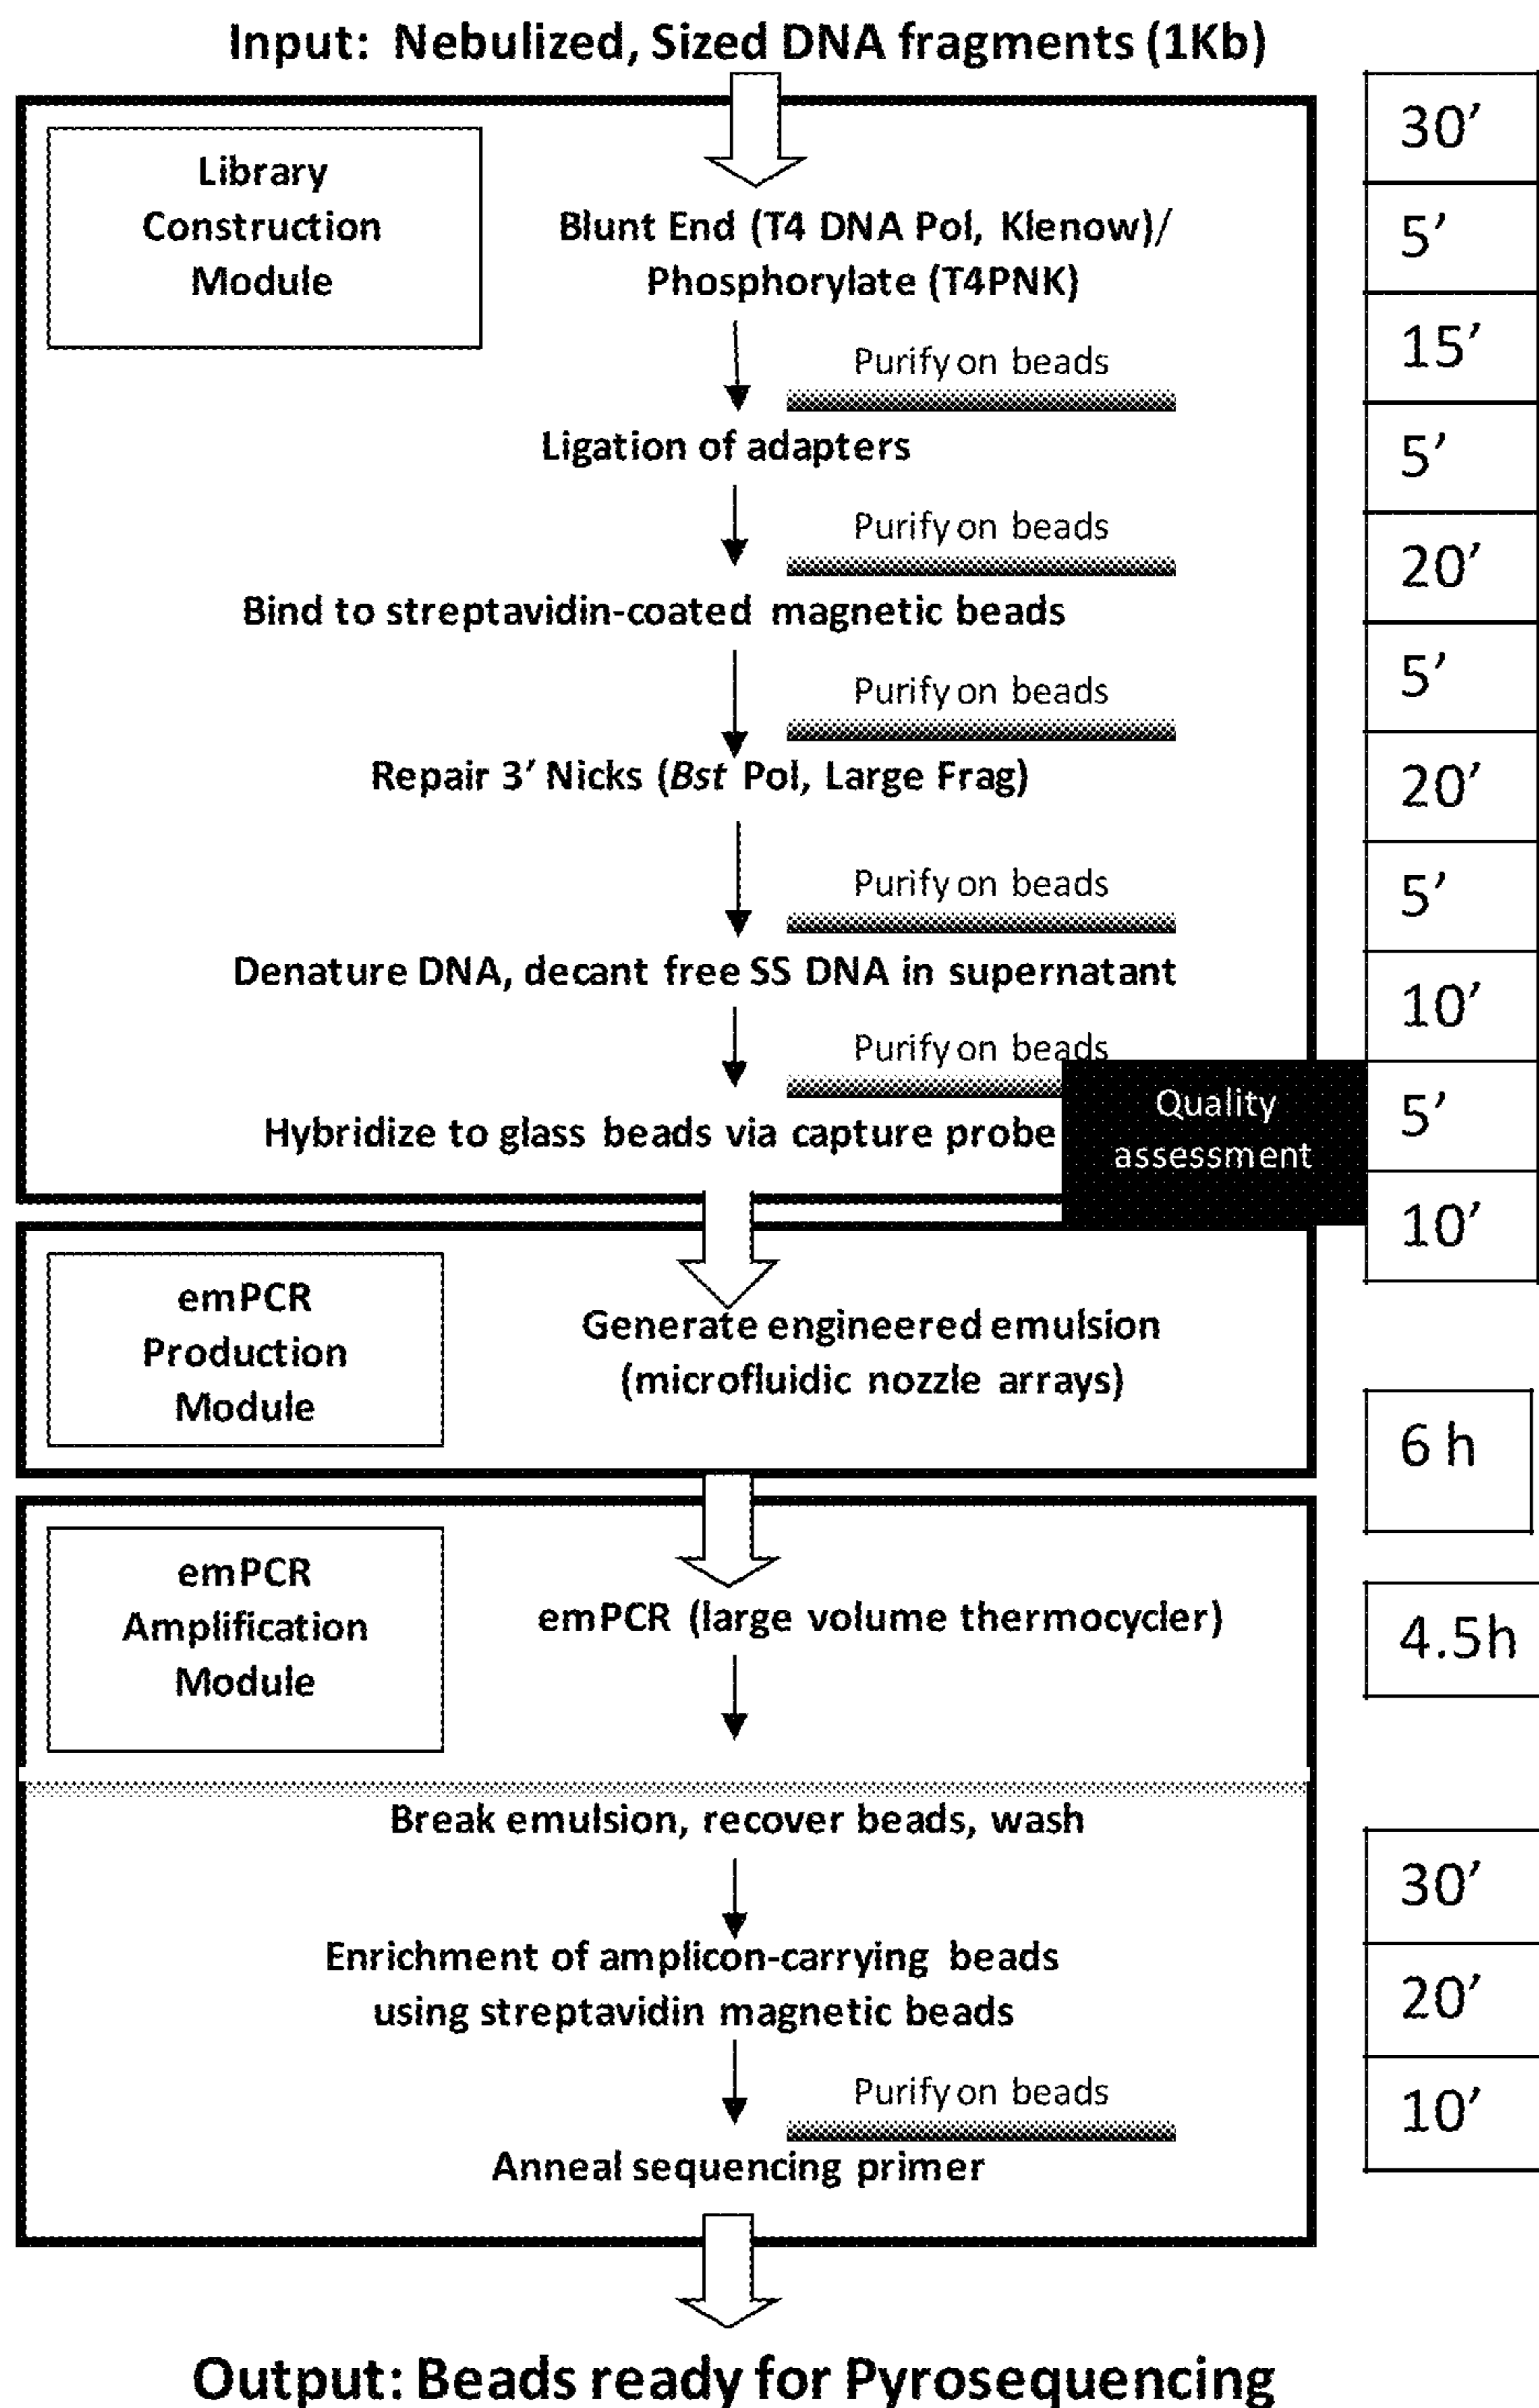 Input: Nebulized, Sized DNA fragments (1Kb)
Library
Construction
Module
Blunt End (T4 DNA Pol, Klenow)/
Phosphorylate (T4PNK)
Purify on beads
Ligation of adapters
Purify on beads
Bind to streptavidin-coated magnetic beads
Purify on beads
Repair 3′ Nicks (Bst Pol, Large Frag)
Purify on beads
Denature DNA, decant free SS DNA in supernatant
Purify on beads
Hybridize to glass beads via capture probe
Quality
assessment
30′
5′
15′
5′
20′
5′
20′
5′
10′
5′
10′
emPCR
Production
Module
Generate engineered emulsion
(microfluidic nozzle arrays)
6 h
emPCR
Amplification
Module
emPCR (large volume thermocycler)
4.5h
Break emulsion, recover beads, wash
Enrichment of amplicon-carrying beads
using streptavidin magnetic beads
Purify on beads
Anneal sequencing primer
30′
20′
10′
Output: Beads ready for Pyrosequencing